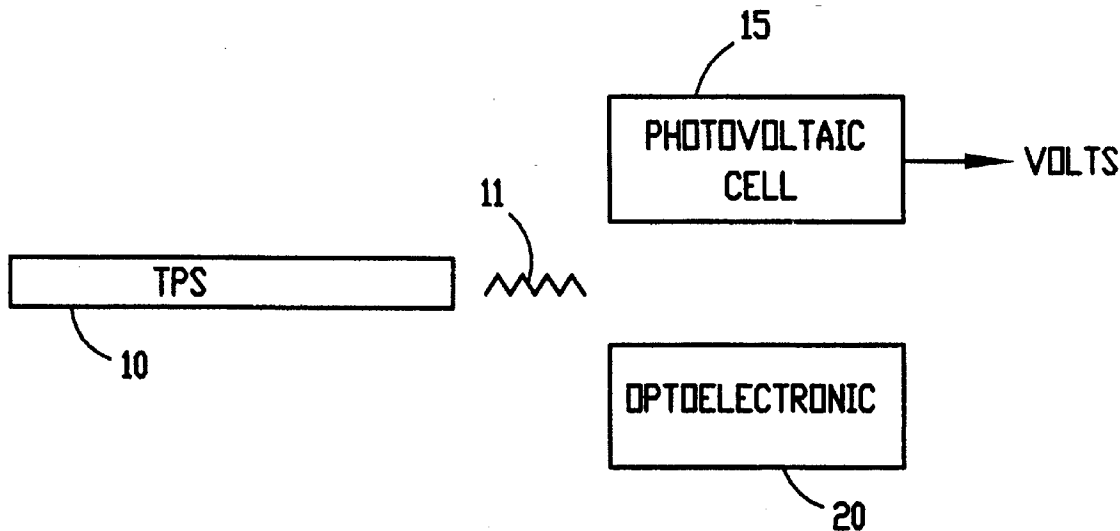 15
PHOTOVOLTAIC
CELL
VOLTS
11
TPS
10
OPTOELECTRONIC
20